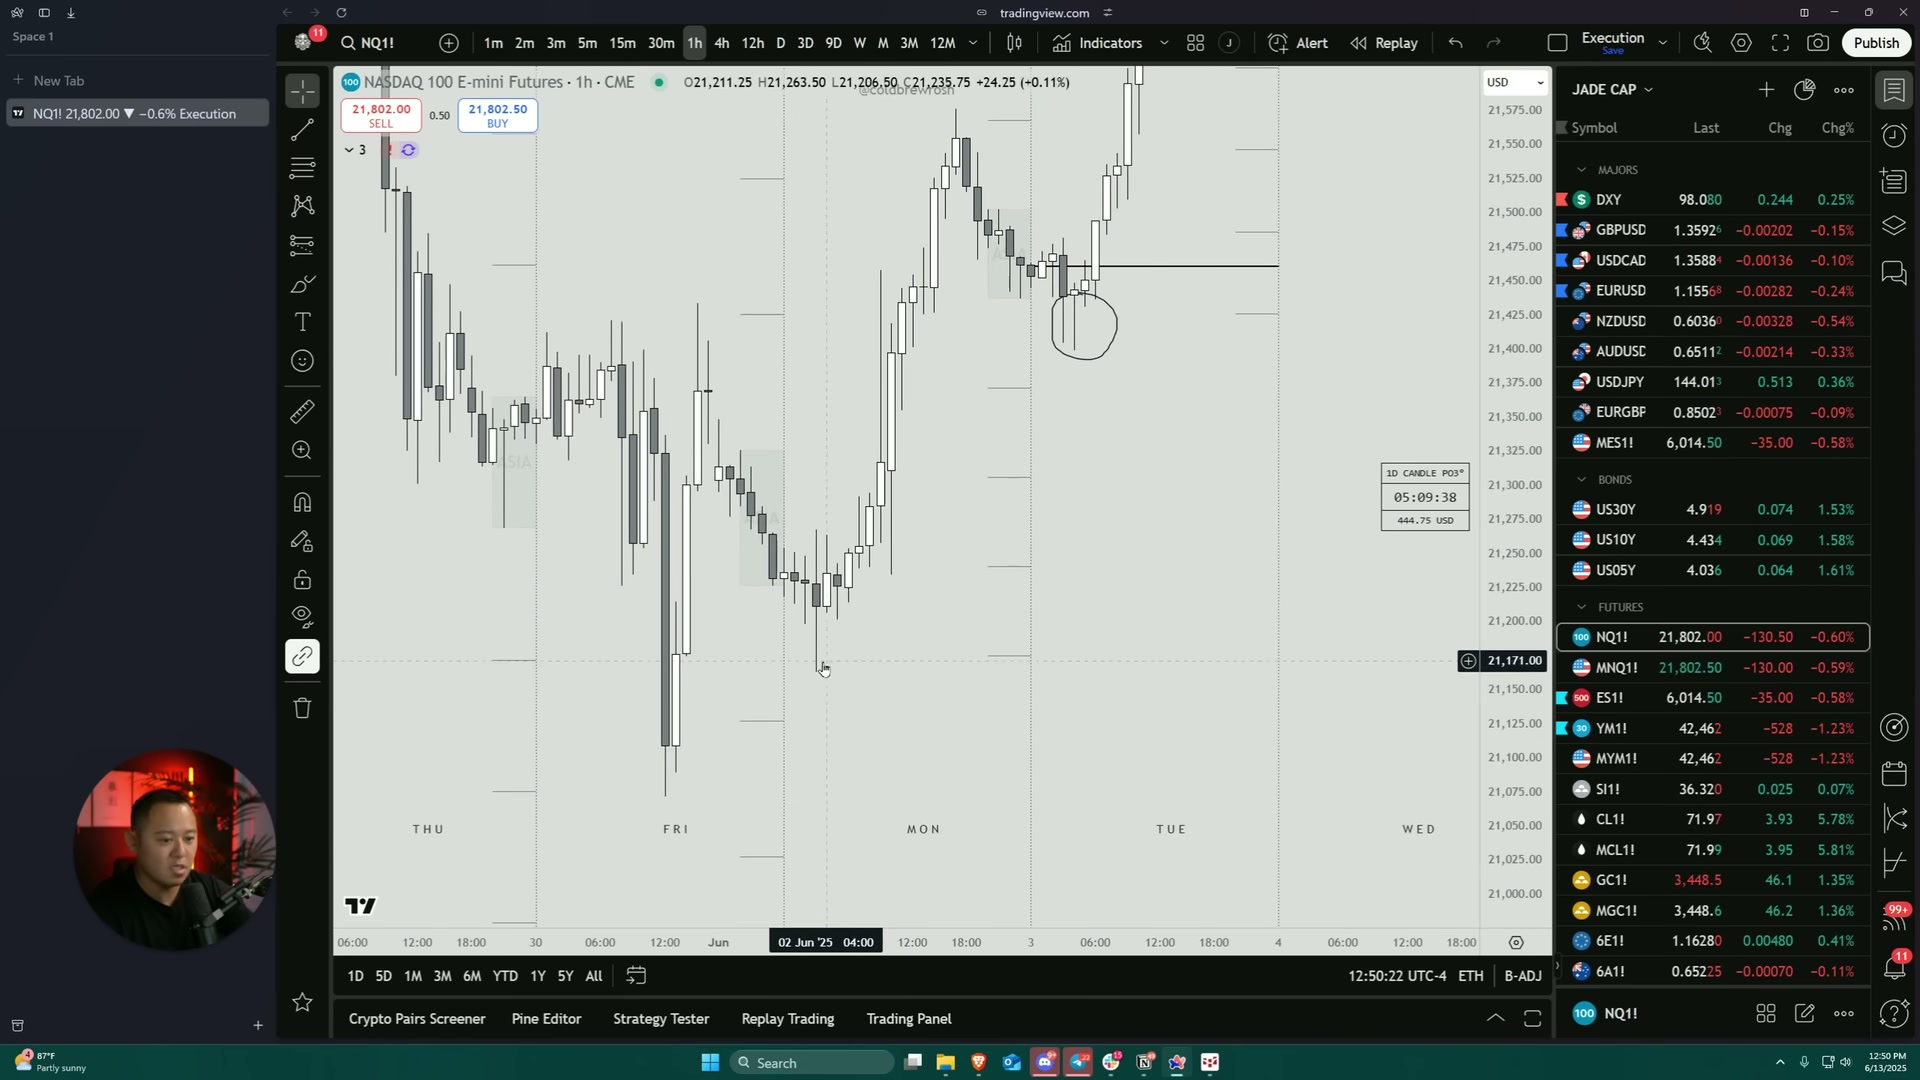 tradingview.com
Space 1
New Tab
NQ1! 21,802.00 ▼ −0.6% Execution
11
NQ1!
1m 2m 3m 5m 15m 30m 1h 4h 12h D 3D 9D W M 3M 12M
Indicators
J
Alert
Replay
Execution
Save
Publish
NASDAQ 100 E-mini Futures · 1h · CME
O21,211.25 H21,263.50 L21,206.50 C21,235.75 +24.25 (+0.11%)
@coldbrewrosh
21,802.00
SELL
0.50
21,802.50
BUY
3
USD
21,575.00
21,550.00
21,525.00
21,500.00
21,475.00
21,450.00
21,425.00
21,400.00
21,375.00
21,350.00
21,325.00
21,300.00
21,275.00
21,250.00
21,225.00
21,200.00
21,171.00
21,150.00
21,125.00
21,100.00
21,075.00
21,050.00
21,025.00
21,000.00
ASIA
1D CANDLE PO3°
05:09:38
444.75 USD
THU
FRI
MON
TUE
WED
06:00 12:00 18:00 30 06:00 12:00 Jun 02 Jun '25 04:00 12:00 18:00 3 06:00 12:00 18:00 4 06:00 12:00 18:00
1D 5D 1M 3M 6M YTD 1Y 5Y All
12:50:22 UTC-4 ETH B-ADJ
Crypto Pairs Screener Pine Editor Strategy Tester Replay Trading Trading Panel
JADE CAP
Symbol Last Chg Chg%
MAJORS
DXY 98.080 0.244 0.25%
GBPUSD 1.3592⁶ −0.00202 −0.15%
USDCAD 1.3588⁴ −0.00136 −0.10%
EURUSD 1.1556⁸ −0.00282 −0.24%
NZDUSD 0.6036⁰ −0.00328 −0.54%
AUDUSD 0.6511² −0.00214 −0.33%
USDJPY 144.01³ 0.513 0.36%
EURGBP 0.8502³ −0.00075 −0.09%
MES1! 6,014.50 −35.00 −0.58%
BONDS
US30Y 4.919 0.074 1.53%
US10Y 4.434 0.069 1.58%
US05Y 4.036 0.064 1.61%
FUTURES
NQ1! 21,802.00 −130.50 −0.60%
MNQ1! 21,802.50 −130.00 −0.59%
ES1! 6,014.50 −35.00 −0.58%
YM1! 42,462 −528 −1.23%
MYM1! 42,462 −528 −1.23%
SI1! 36.320 0.025 0.07%
CL1! 71.97 3.93 5.78%
MCL1! 71.99 3.95 5.81%
GC1! 3,448.5 46.1 1.35%
MGC1! 3,448.6 46.2 1.36%
6E1! 1.16280 0.00480 0.41%
6A1! 0.65225 −0.00070 −0.11%
100 NQ1!
99+
11
87°F
Partly sunny
Search
12:50 PM
6/13/2025